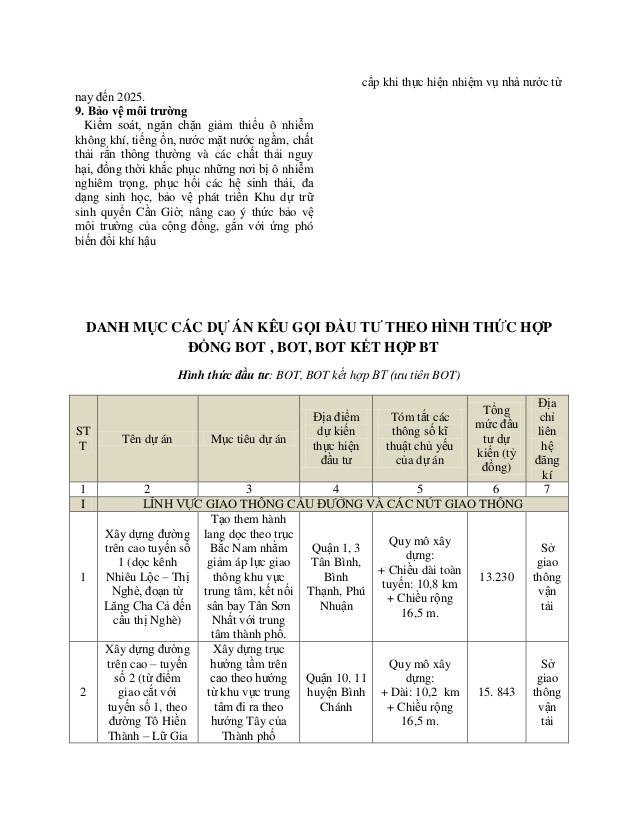 cấp khi thực hiện nhiệm vụ nhà nước từ
nay đến 2025.
9. Bảo vệ môi trường
Kiểm soát, ngăn chặn giảm thiểu ô nhiễm
không khí, tiếng ồn, nước mặt nước ngầm, chất
thải rắn thông thường và các chất thải nguy
hại, đồng thời khắc phục những nơi bị ô nhiễm
nghiêm trọng, phục hồi các hệ sinh thái, đa
dạng sinh học, bảo vệ phát triển Khu dự trữ
sinh quyển Cần Giờ; nâng cao ý thức bảo vệ
môi trường của cộng đồng, gắn với ứng phó
biến đổi khí hậu
DANH MỤC CÁC DỰ ÁN KÊU GỌI ĐẦU TƯ THEO HÌNH THỨC HỢP
ĐỒNG BOT , BOT, BOT KẾT HỢP BT
Hình thức đầu tư: BOT, BOT kết hợp BT (ưu tiên BOT)
ST
T
Tên dự án
Mục tiêu dự án
Địa điểm
dự kiến
thực hiện
đầu tư
Tóm tắt các
thông số kĩ
thuật chủ yếu
của dự án
Tổng
mức đầu
tư dự
kiến (tỷ
đồng)
Địa
chỉ
liên
hệ
đăng
kí
1 2 3 4 5 6 7
I LĨNH VỰC GIAO THÔNG CẦU ĐƯỜNG VÀ CÁC NÚT GIAO THÔNG
1
Xây dựng đường
trên cao tuyến số
1 (dọc kênh
Nhiêu Lộc – Thị
Nghè, đoạn từ
Lăng Cha Cả đến
cầu thị Nghè)
Tạo them hành
lang dọc theo trục
Bắc Nam nhằm
giảm áp lực giao
thông khu vực
trung tâm, kết nối
sân bay Tân Sơn
Nhất với trung
tâm thành phố.
Quận 1, 3
Tân Bình,
Bình
Thạnh, Phú
Nhuận
Quy mô xây
dựng:
+ Chiều dài toàn
tuyến: 10,8 km
+ Chiều rộng
16,5 m.
13.230
Sở
giao
thông
vận
tải
2
Xây dựng đường
trên cao – tuyến
số 2 (từ điểm
giao cắt với
tuyến số 1, theo
đường Tô Hiến
Thành – Lữ Gia
Xây dựng trục
hướng tâm trên
cao theo hướng
từ khu vực trung
tâm đi ra theo
hướng Tây của
Thành phố
Quận 10, 11
huyện Bình
Chánh
Quy mô xây
dựng:
+ Dài: 10,2 km
+ Chiều rộng
16,5 m.
15. 843
Sở
giao
thông
vận
tải